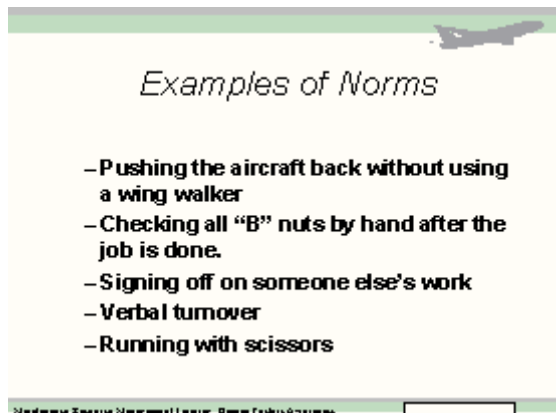 Examples of Norms
–Pushing the aircraft back without using
a wing walker
–Checking all “B” nuts by hand after the
job is done.
–Signing off on someone else’s work
–Verbal turnover
–Running with scissors